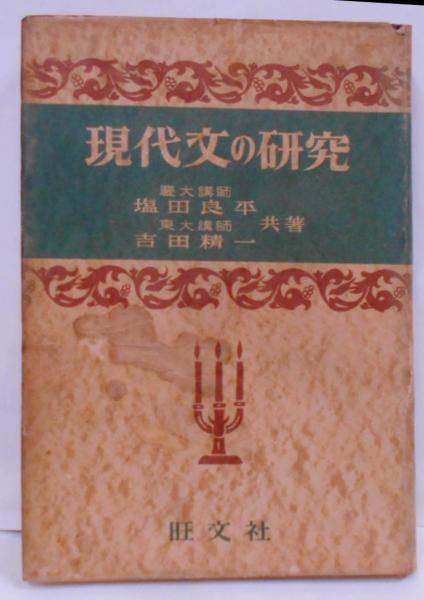 現代文の研究
慶大講師
塩田良平
東大講師
吉田精一
共著
旺文社